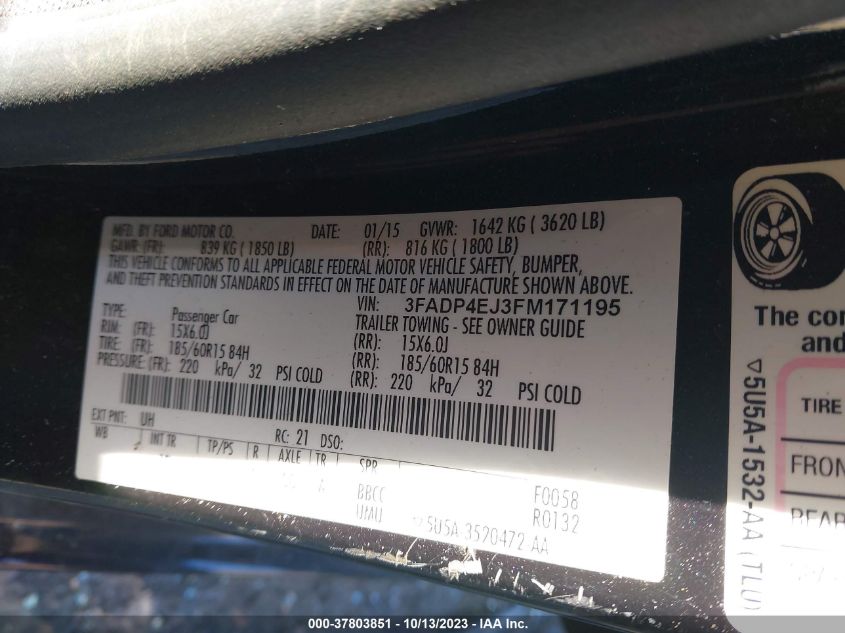 MFD. BY FORD MOTOR CO. DATE: 01/15 GVWR: 1642 KG ( 3620 LB)
GAWR: (FR): 839 KG ( 1850 LB) (RR): 816 KG ( 1800 LB)
THIS VEHICLE CONFORMS TO ALL APPLICABLE FEDERAL MOTOR VEHICLE SAFETY, BUMPER,
AND THEFT PREVENTION STANDARDS IN EFFECT ON THE DATE OF MANUFACTURE SHOWN ABOVE.
VIN: 3FADP4EJ3FM171195
TYPE: Passenger Car TRAILER TOWING - SEE OWNER GUIDE
RIM: (FR): 15X6.0J (RR): 15X6.0J
TIRE: (FR): 185/60R15 84H (RR): 185/60R15 84H
PRESSURE: (FR): 220 kPa/ 32 PSI COLD (RR): 220 kPa/ 32 PSI COLD
EXT PNT: UH RC: 21 DSO:
WB INT TR TP/PS R AXLE TR SPR
A BBCC F0058
UMU R0132
▽5U5A-3520472-AA
The con
and
TIRE
FRON
REAR
▽5U5A-1532-AA (TLU)
000-37803851 - 10/13/2023 - IAA Inc.